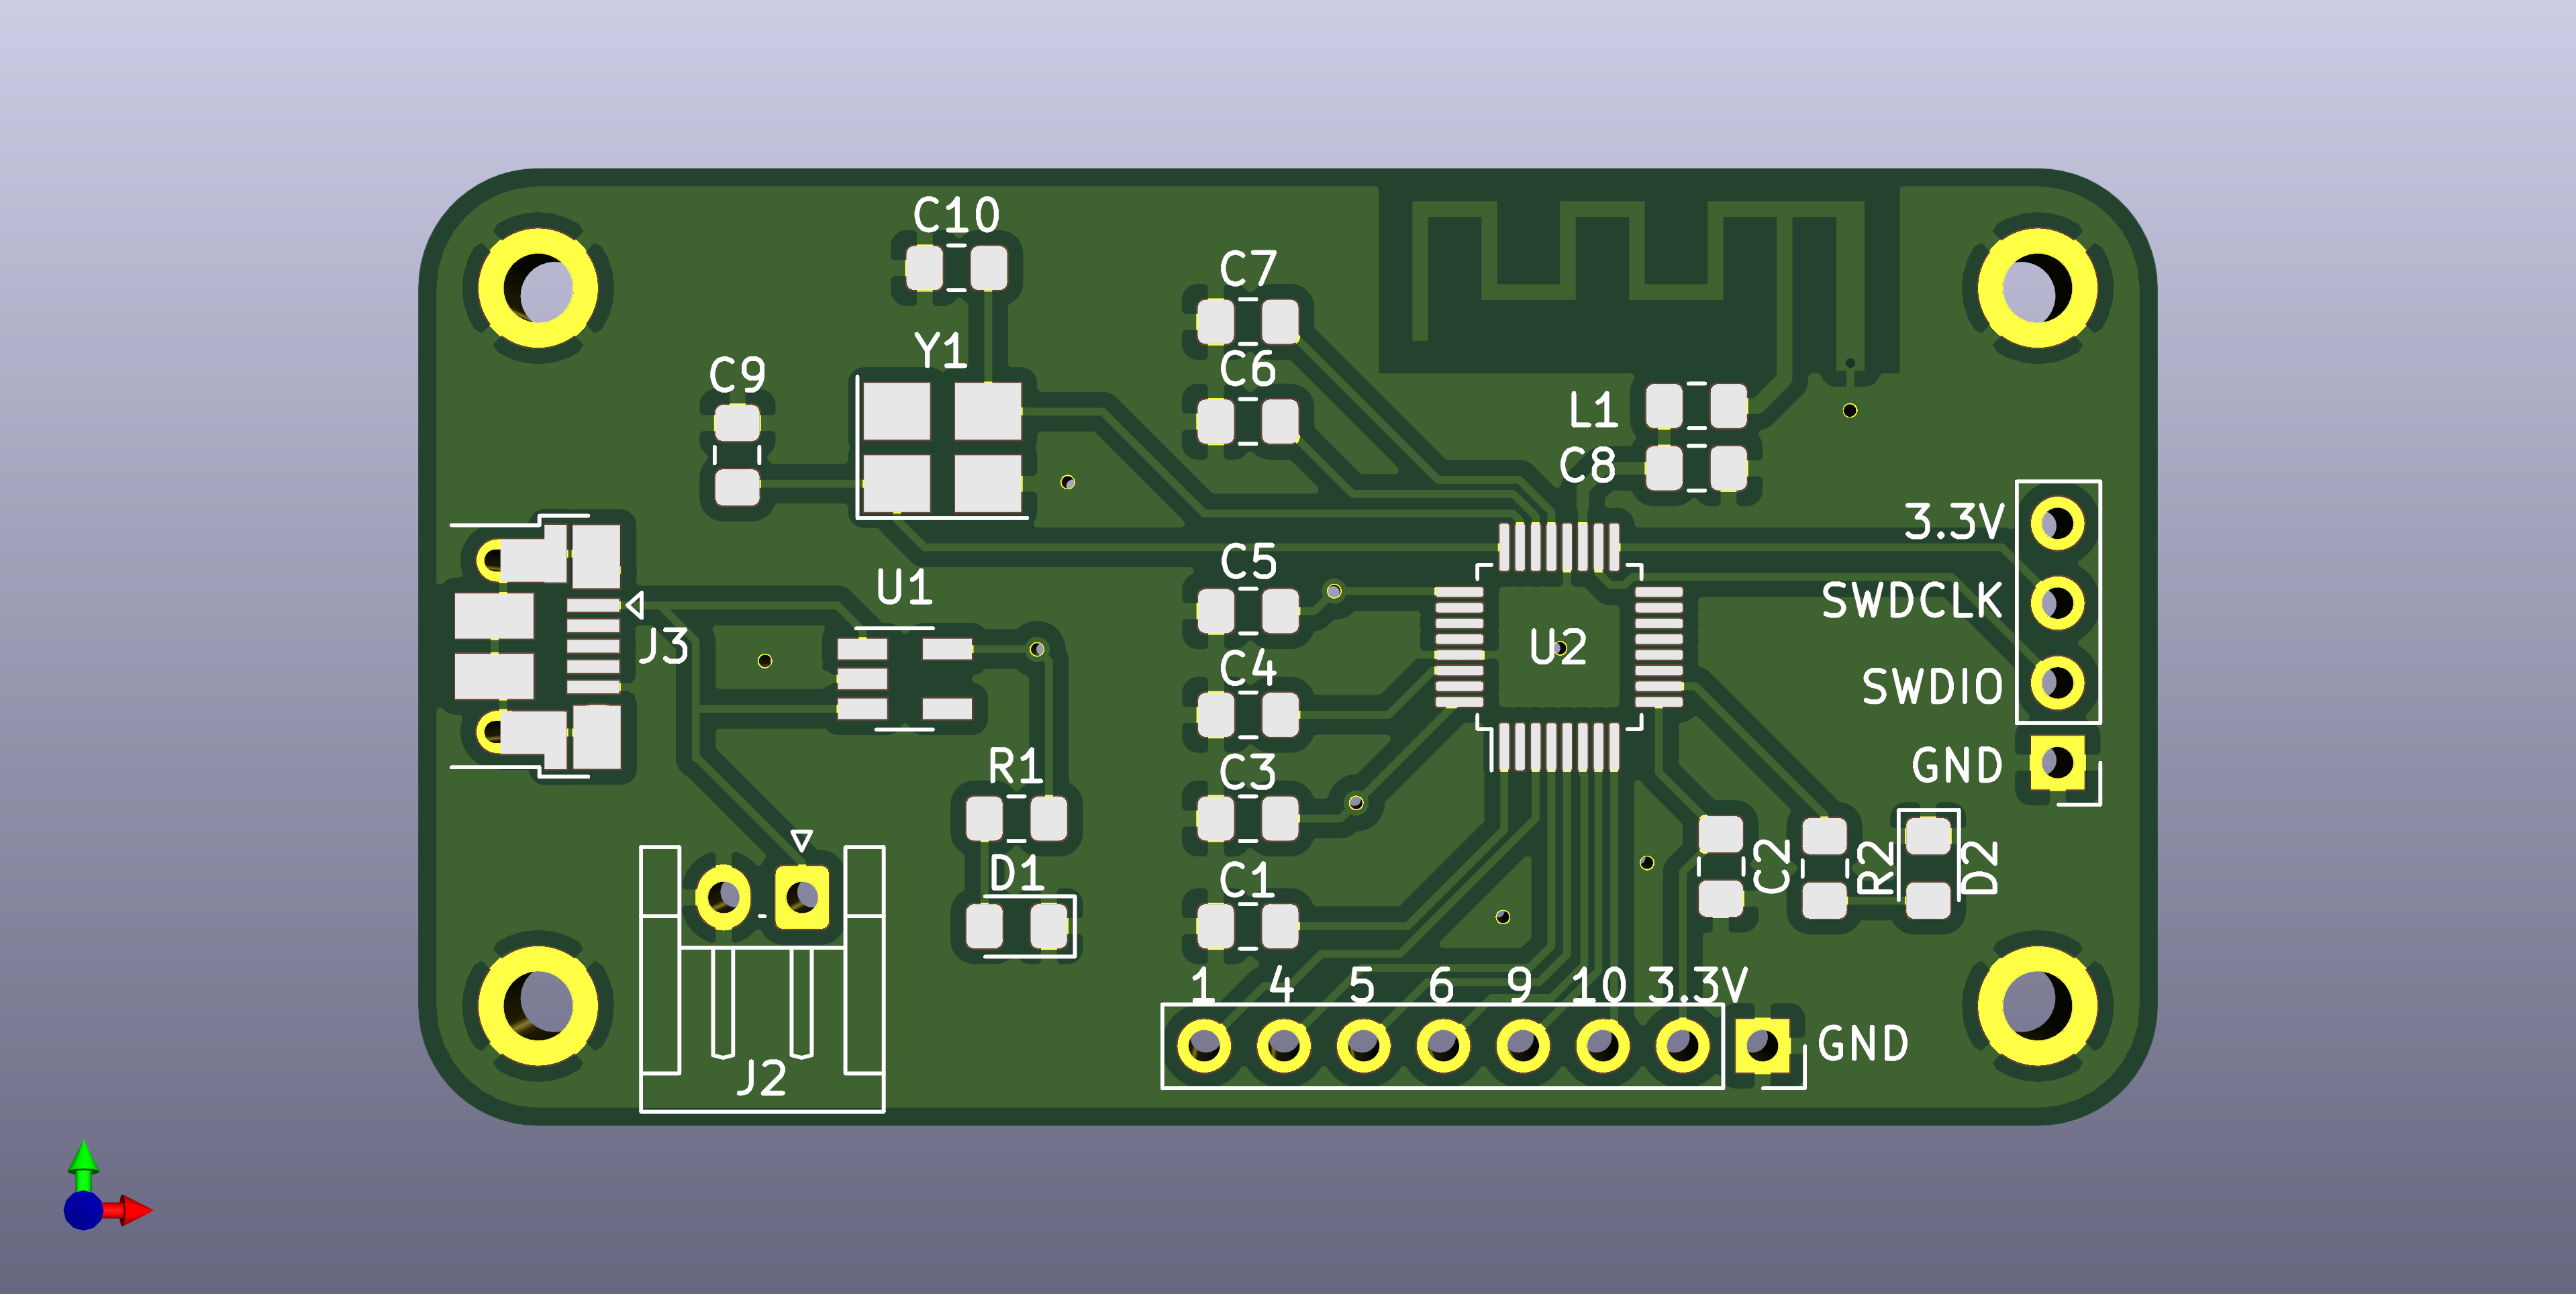 C10
C7
Y1
C6
C9
L1
C8
3.3V
C5
U1
SWDCLK
J3
U2
C4
SWDIO
R1
C3
GND
D1
C1
C2
R2
D2
1 4 5 6 9 10 3.3V
GND
J2